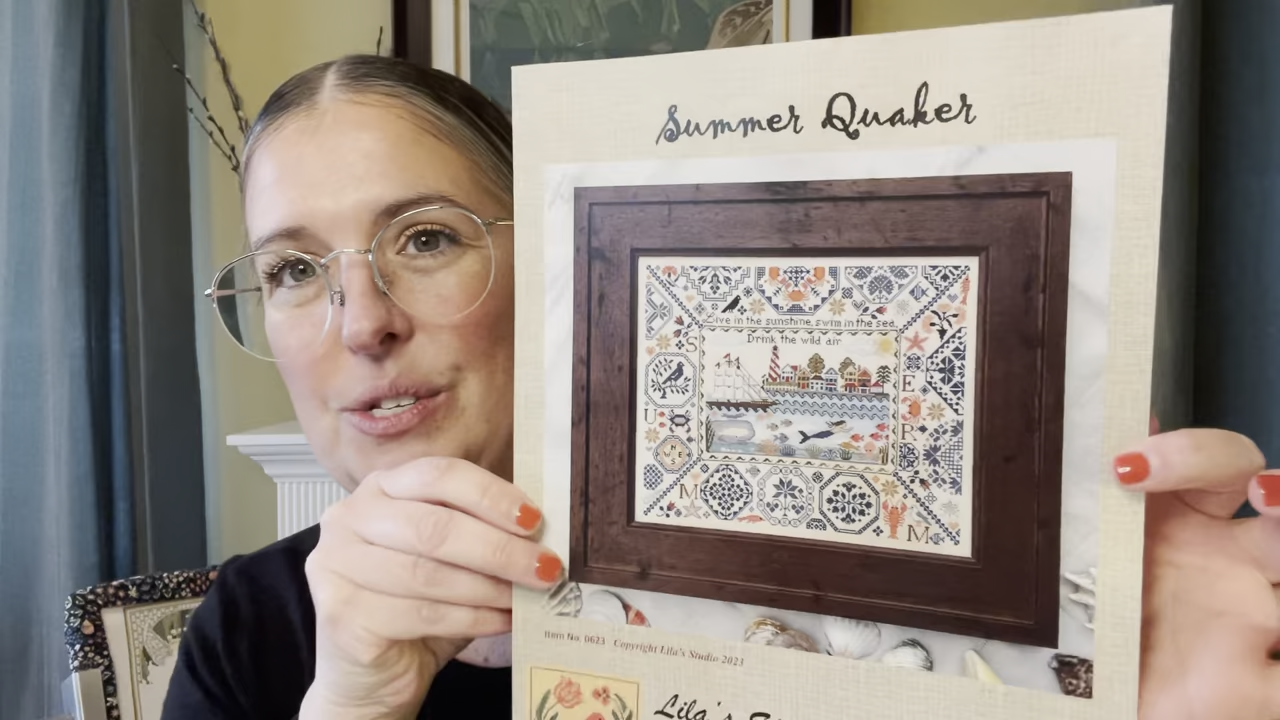 Summer Quaker
Live in the sunshine, swim in the sea,
Drink the wild air
S
E
U
R
N
W E
S
M
M
Item No. 0623 Copyright Lila's Studio 2023
Lila's